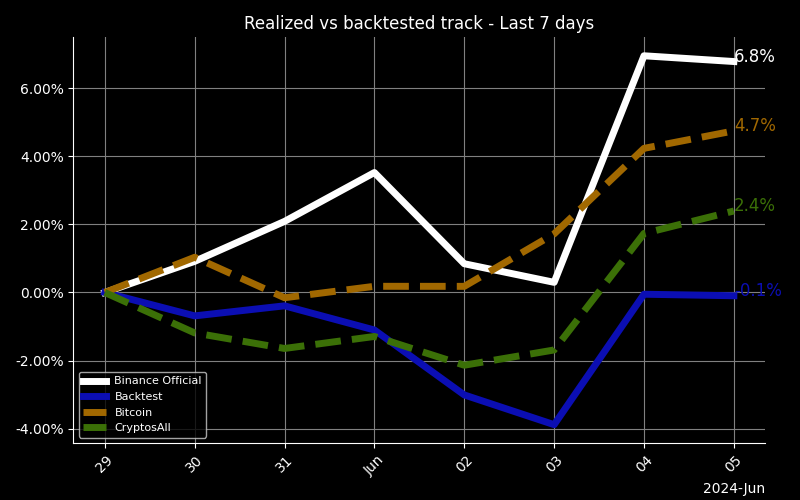 Realized vs backtested track - Last 7 days
6.8%
6.00%
4.7%
4.00%
2.4%
2.00%
0.00%
-0.1%
-2.00%
-4.00%
Binance Official
Backtest
Bitcoin
CryptosAll
29
30
31
Jun
02
03
04
05
2024-Jun